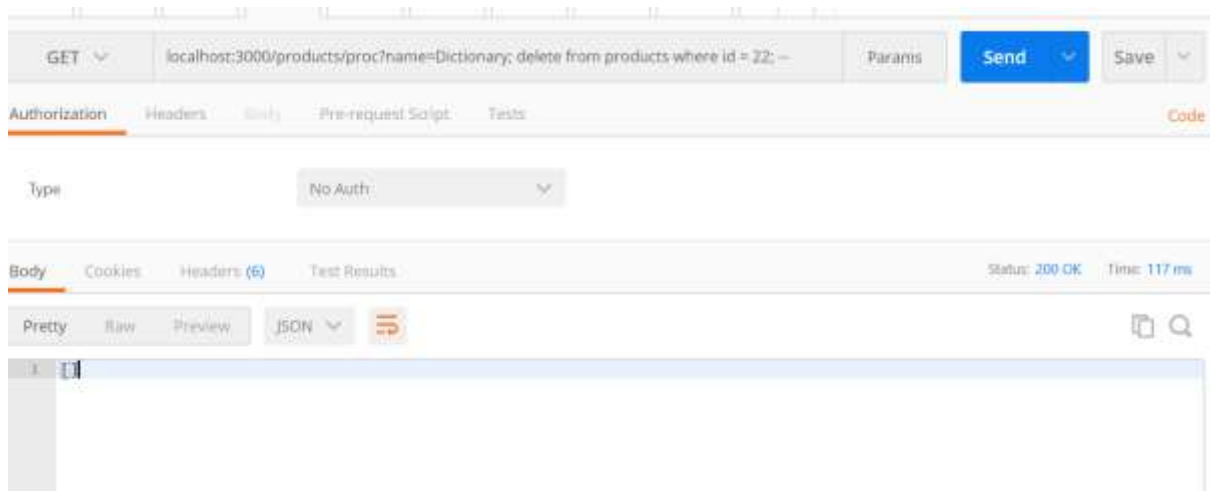 GET localhost:3000/products/proc?name=Dictionary; delete from products where id = 22; -- Params Send Save
Authorization Headers Body Pre-request Script Tests Code
Type No Auth
Body Cookies Headers (6) Test Results Status: 200 OK Time: 117 ms
Pretty Raw Preview JSON
1 []